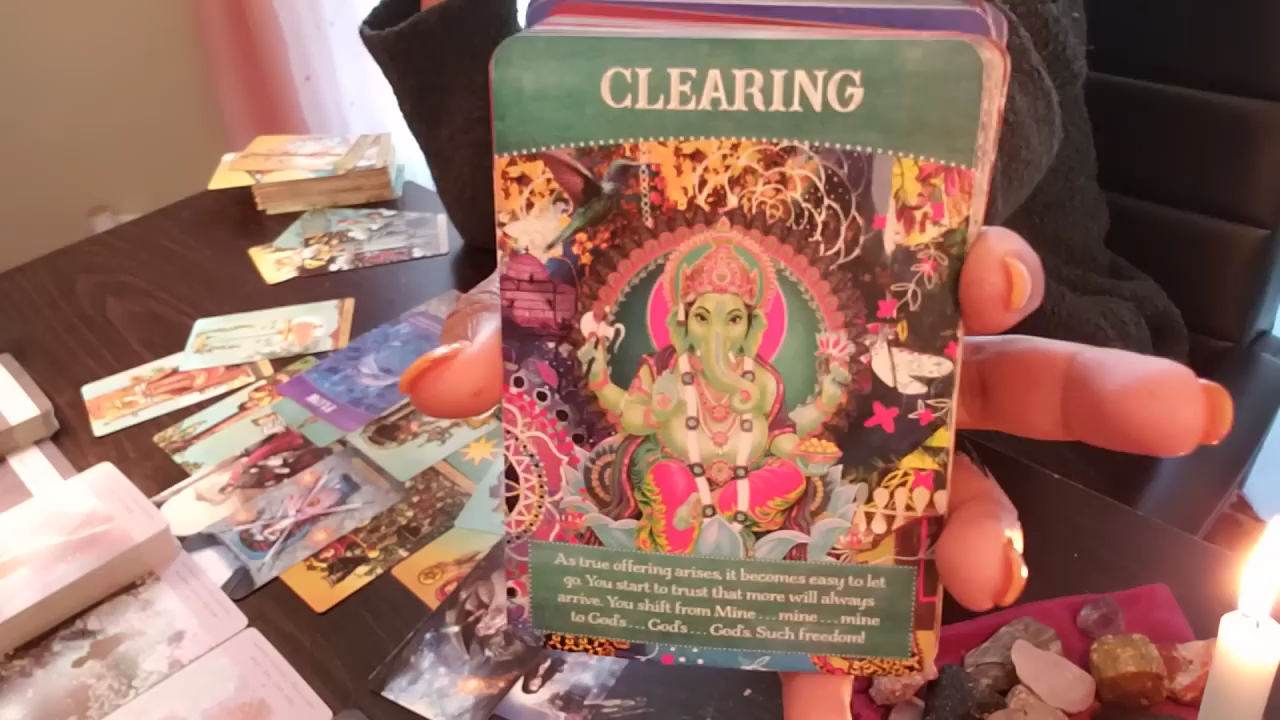 CLEARING
As true offering arises, it becomes easy to let
go. You start to trust that more will always
arrive. You shift from Mine . . . mine . . . mine
to God's . . . God's . . . God's. Such freedom!